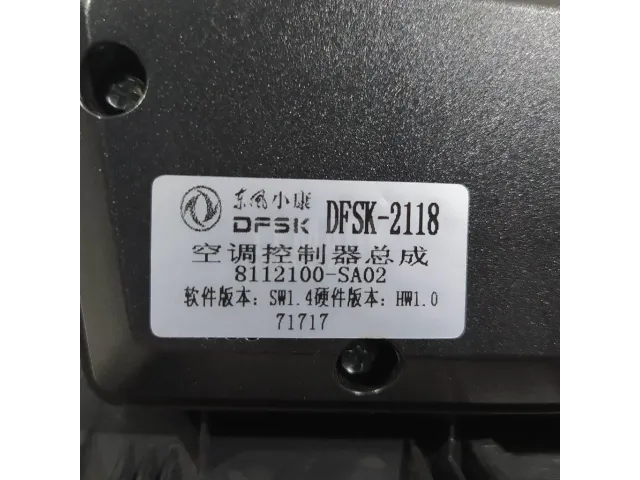 东风小康
DFSK DFSK-2118
空调控制器总成
8112100-SA02
软件版本：SW1.4硬件版本：HW1.0
71717